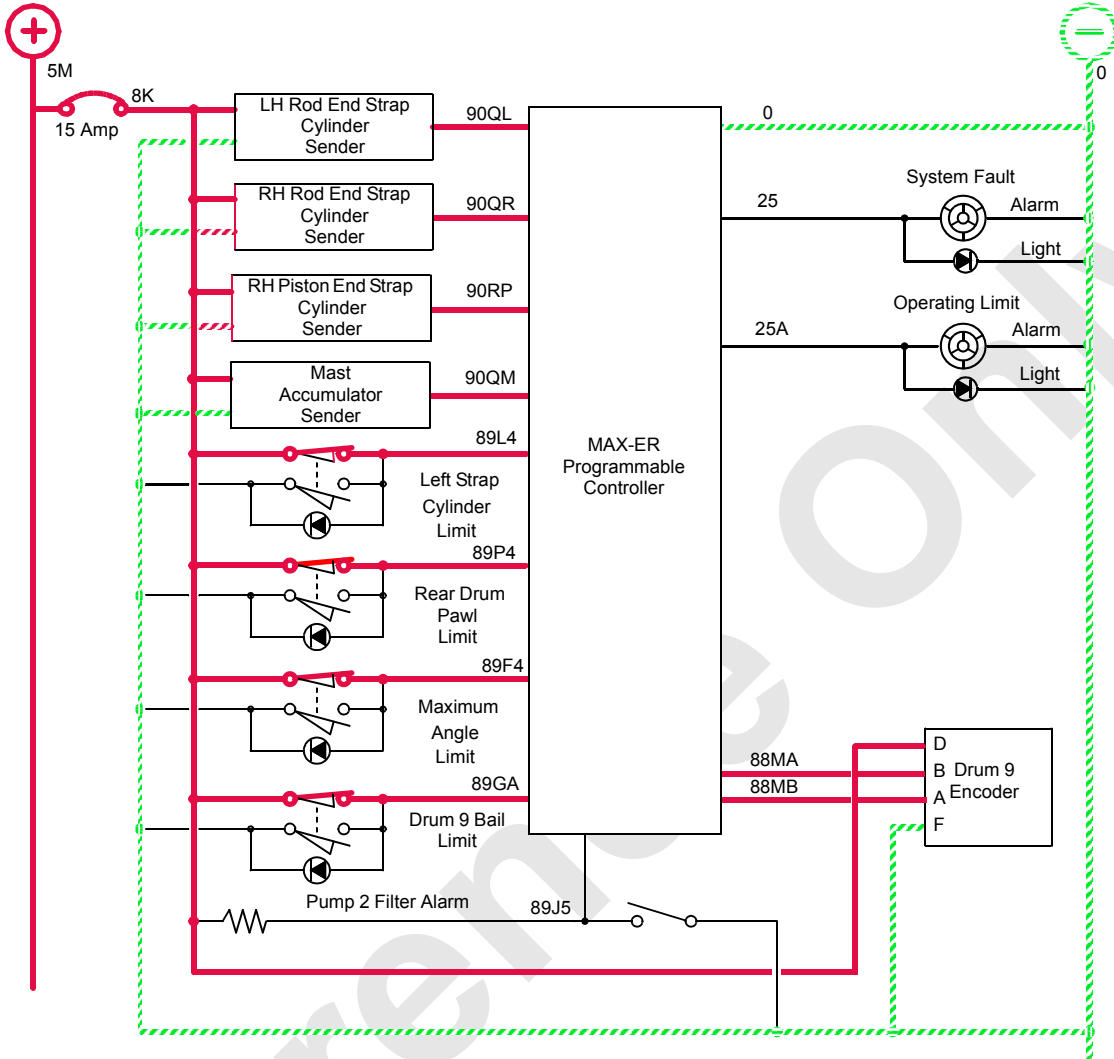 5M
8K
15 Amp
0
LH Rod End Strap
Cylinder
Sender
90QL
RH Rod End Strap
Cylinder
Sender
90QR
RH Piston End Strap
Cylinder
Sender
90RP
Mast
Accumulator
Sender
90QM
89L4
Left Strap
Cylinder
Limit
89P4
Rear Drum
Pawl
Limit
89F4
Maximum
Angle
Limit
89GA
Drum 9 Bail
Limit
Pump 2 Filter Alarm
89J5
MAX-ER
Programmable
Controller
0
25
System Fault
Alarm
Light
Operating Limit
25A
Alarm
Light
88MA
88MB
D
B
A
F
Drum 9
Encoder